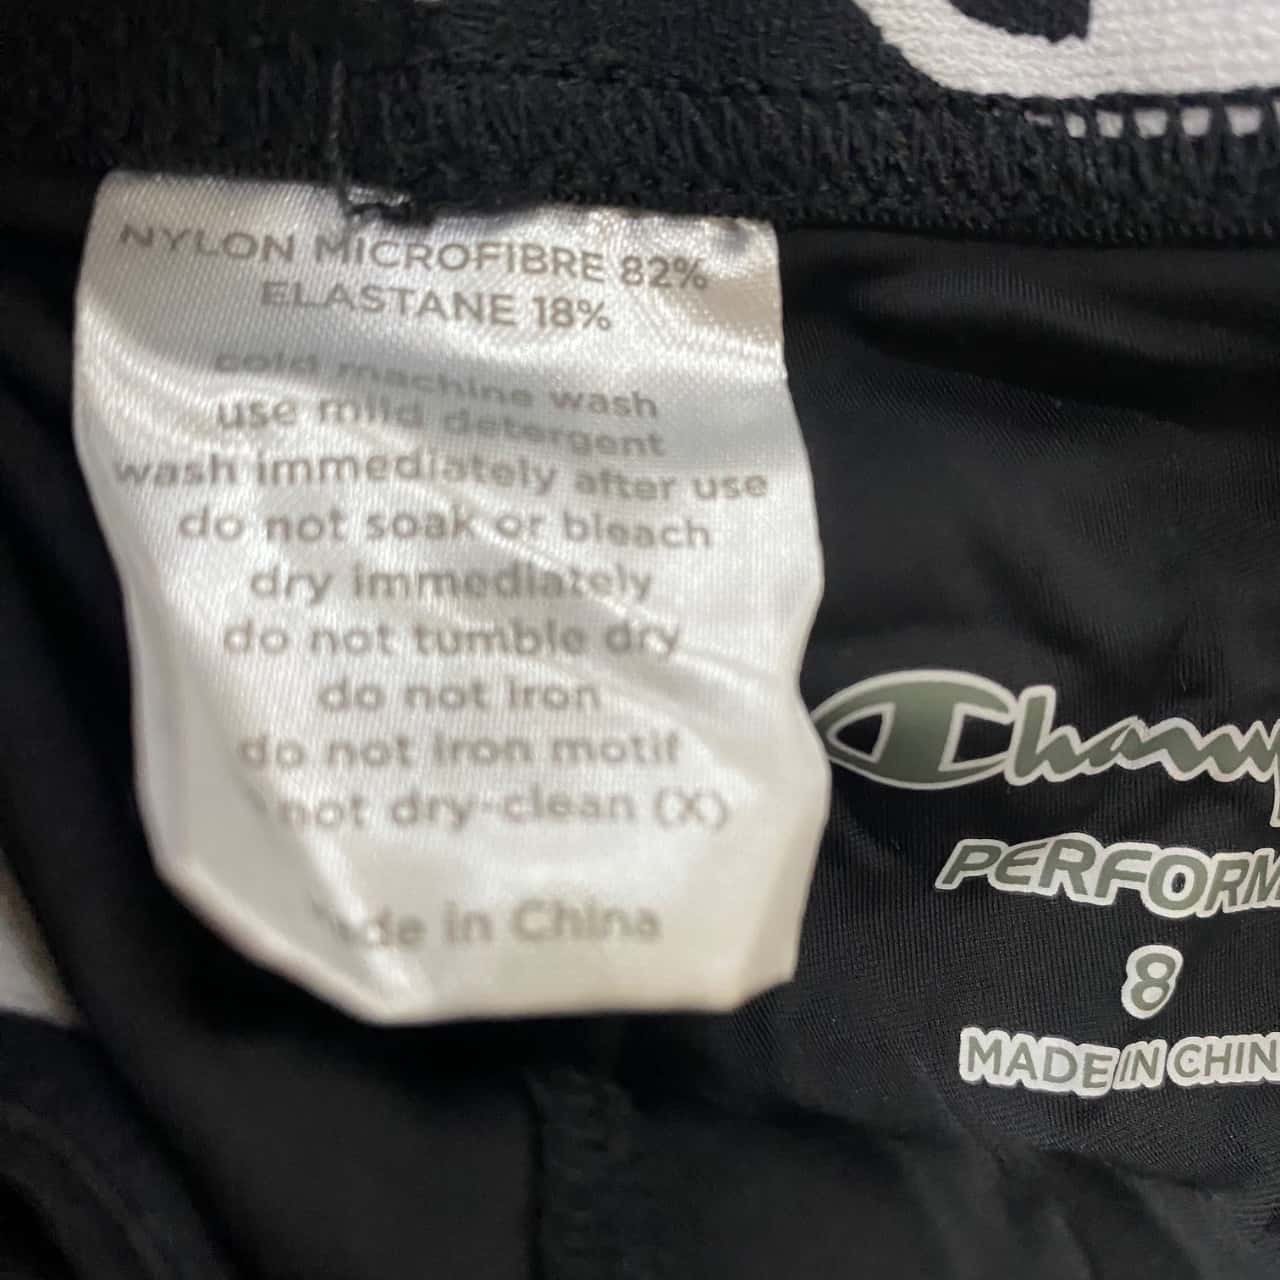 NYLON MICROFIBRE 82%
ELASTANE 18%
cold machine wash
use mild detergent
wash immediately after use
do not soak or bleach
dry immediately
do not tumble dry
do not iron
do not iron motif
not dry-clean (X)
in China
Champ
PERFORM
8
MADE IN CHIN